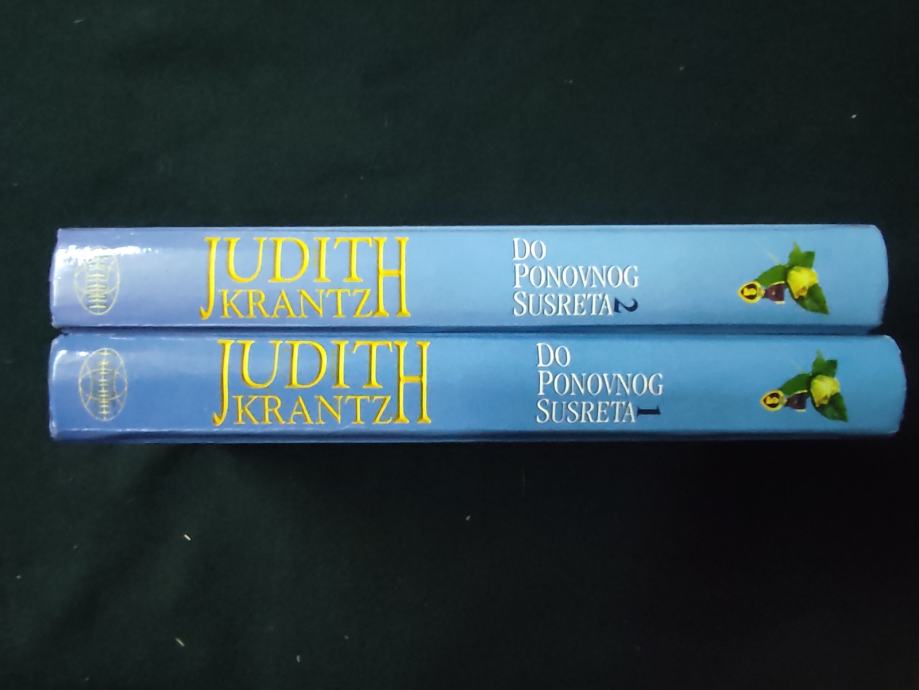 JUDITH
KRANTZ
DO
PONOVNOG
SUSRETA 2
JUDITH
KRANTZ
DO
PONOVNOG
SUSRETA 1